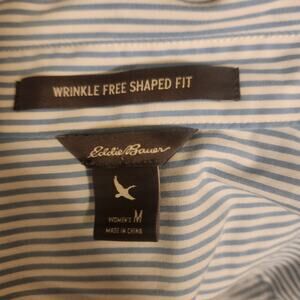 WRINKLE FREE SHAPED FIT
Eddie Bauer
WOMEN'S M
MADE IN CHINA